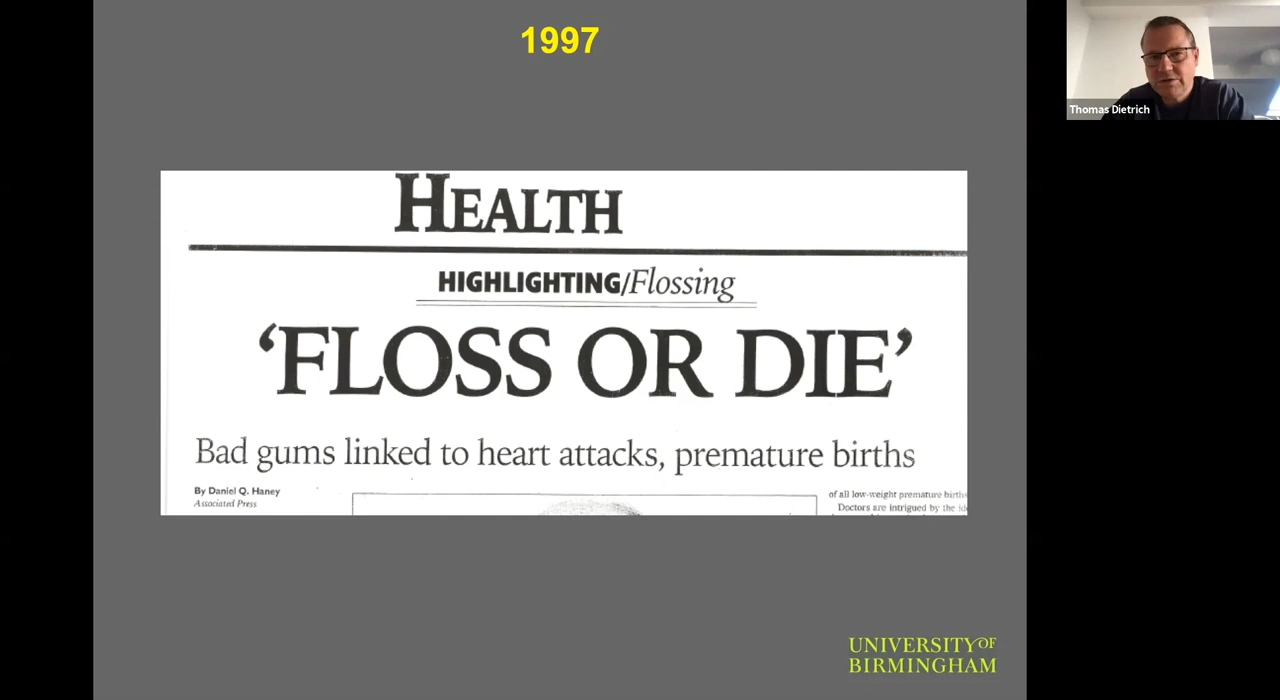 1997
Thomas Dietrich
HEALTH
HIGHLIGHTING/Flossing
‘FLOSS OR DIE’
Bad gums linked to heart attacks, premature births
By Daniel Q. Haney
Associated Press
of all low-weight premature births
Doctors are intrigued by the
UNIVERSITY OF
BIRMINGHAM